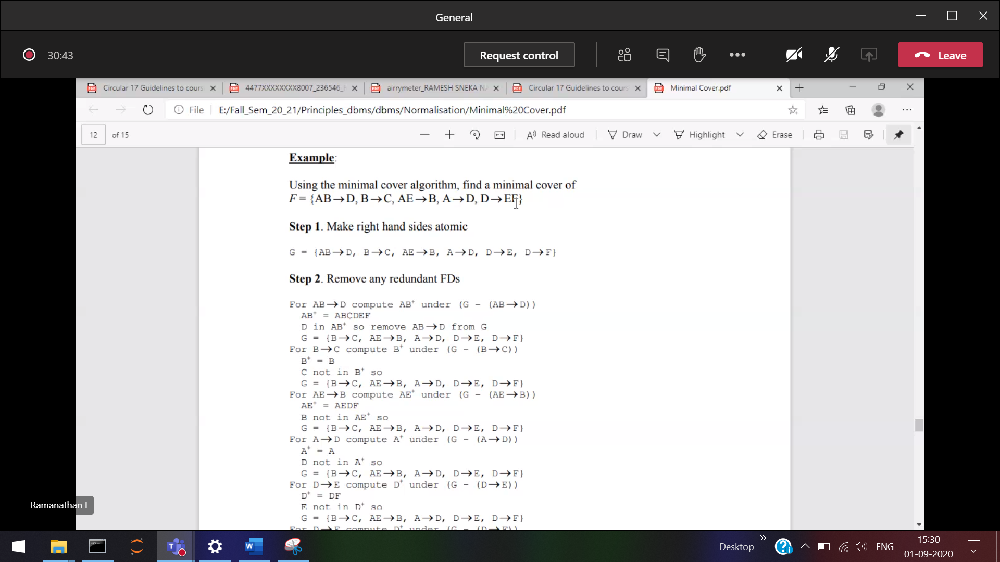 General
30:43
Request control
Leave
Circular 17 Guidelines to cours
4477XXXXXXXX8007_236546_
airrymeter_RAMESH SNEKA NA
Circular 17 Guidelines to cours
Minimal Cover.pdf
File
E:/Fall_Sem_20_21/Principles_dbms/dbms/Normalisation/Minimal%20Cover.pdf
12 of 15
Read aloud
Draw
Highlight
Erase
Example:
Using the minimal cover algorithm, find a minimal cover of
F = {AB→D, B→C, AE→B, A→D, D→EF}
Step 1. Make right hand sides atomic
G = {AB→D, B→C, AE→B, A→D, D→E, D→F}
Step 2. Remove any redundant FDs
For AB→D compute AB⁺ under (G – (AB→D))
AB⁺ = ABCDEF
D in AB⁺ so remove AB→D from G
G = {B→C, AE→B, A→D, D→E, D→F}
For B→C compute B⁺ under (G – (B→C))
B⁺ = B
C not in B⁺ so
G = {B→C, AE→B, A→D, D→E, D→F}
For AE→B compute AE⁺ under (G – (AE→B))
AE⁺ = AEDF
B not in AE⁺ so
G = {B→C, AE→B, A→D, D→E, D→F}
For A→D compute A⁺ under (G – (A→D))
A⁺ = A
D not in A⁺ so
G = {B→C, AE→B, A→D, D→E, D→F}
For D→E compute D⁺ under (G – (D→E))
D⁺ = DF
E not in D⁺ so
G = {B→C, AE→B, A→D, D→E, D→F}
For D→F compute D⁺ under (G – (D→F))
Ramanathan L
Desktop
ENG
15:30
01-09-2020